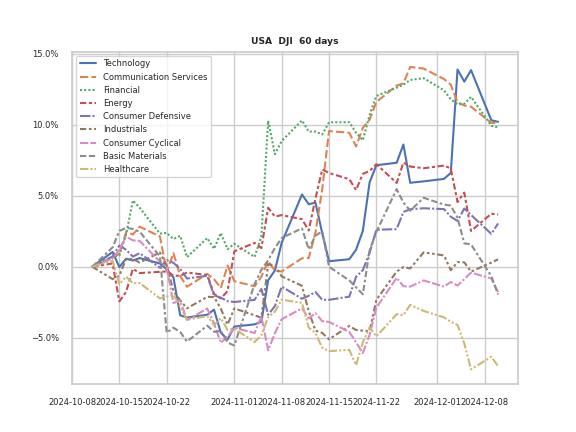 USA DJI 60 days
15.0%
10.0%
5.0%
0.0%
−5.0%
Technology
Communication Services
Financial
Energy
Consumer Defensive
Industrials
Consumer Cyclical
Basic Materials
Healthcare
2024-10-08 2024-10-15 2024-10-22 2024-11-01 2024-11-08 2024-11-15 2024-11-22 2024-12-01 2024-12-08